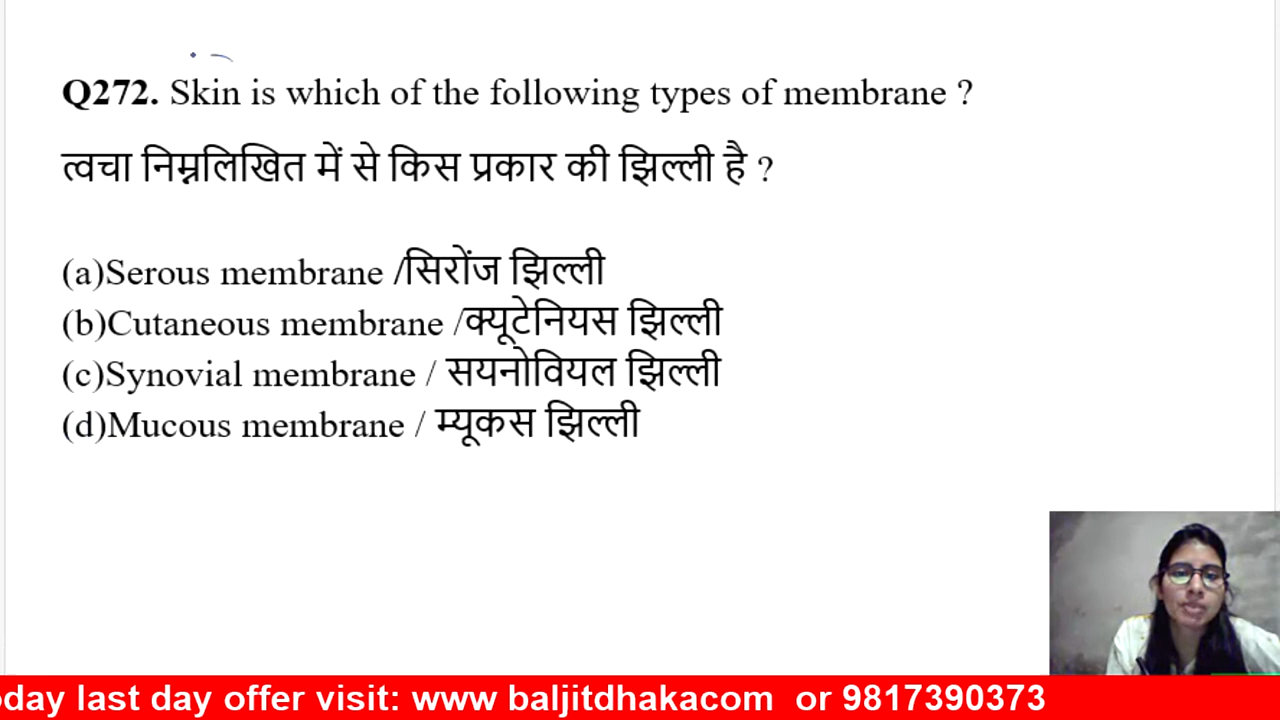 Q272. Skin is which of the following types of membrane ?
त्वचा निम्नलिखित में से किस प्रकार की झिल्ली है ?
(a)Serous membrane /सिरोंज झिल्ली
(b)Cutaneous membrane /क्यूटेनियस झिल्ली
(c)Synovial membrane / सयनोवियल झिल्ली
(d)Mucous membrane / म्यूकस झिल्ली
day last day offer visit: www baljitdhakacom or 9817390373